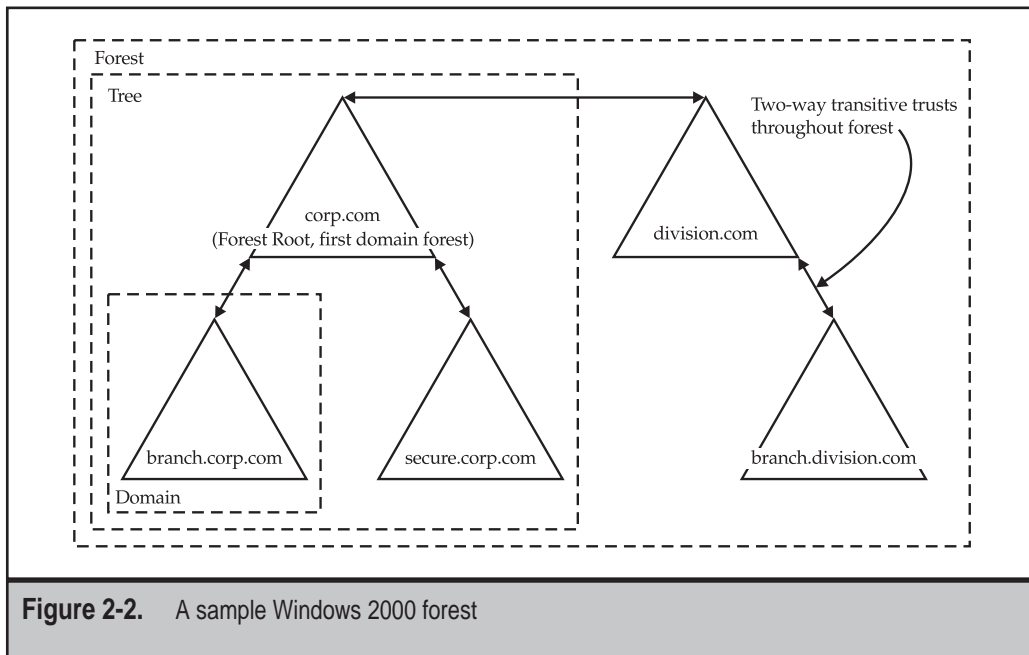 Forest
Tree
Two-way transitive trusts
throughout forest
corp.com
(Forest Root, first domain forest)
division.com
branch.corp.com
secure.corp.com
branch.division.com
Domain
Figure 2-2. A sample Windows 2000 forest